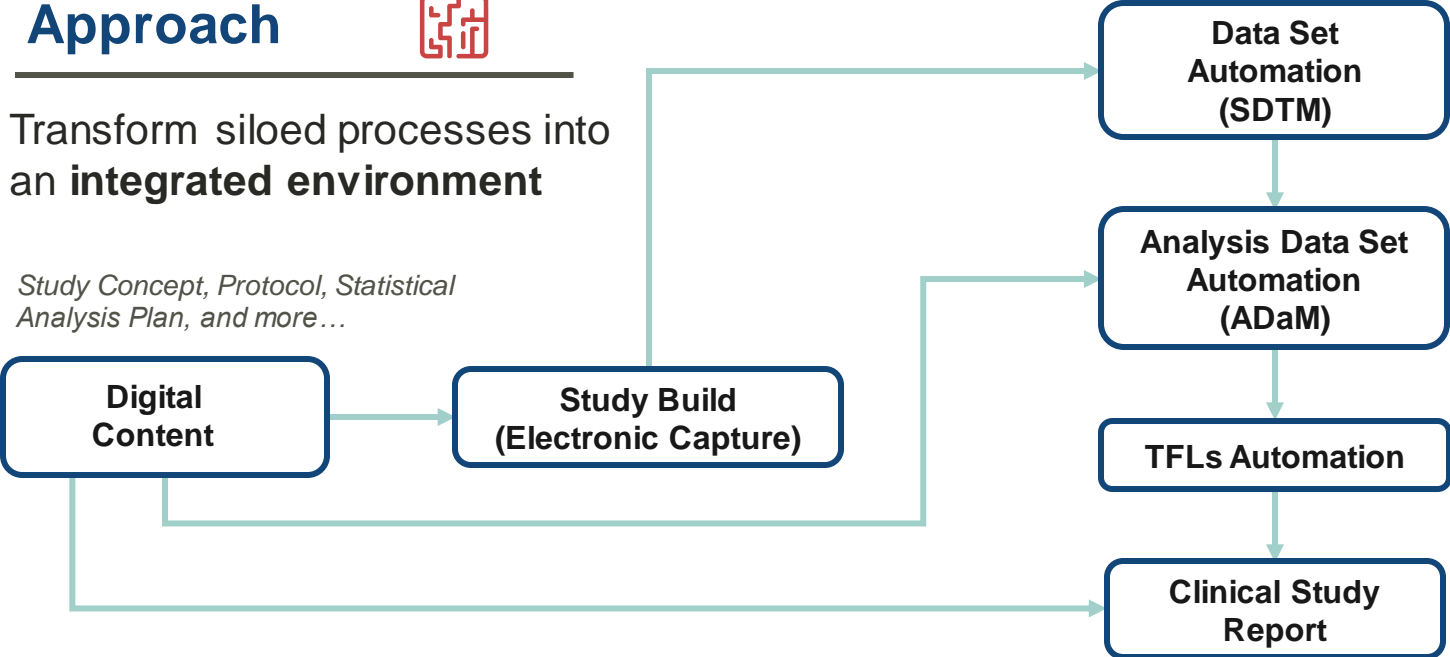 Approach
Transform siloed processes into
an integrated environment
Study Concept, Protocol, Statistical
Analysis Plan, and more…
Digital
Content
Study Build
(Electronic Capture)
Data Set
Automation
(SDTM)
Analysis Data Set
Automation
(ADaM)
TFLs Automation
Clinical Study
Report